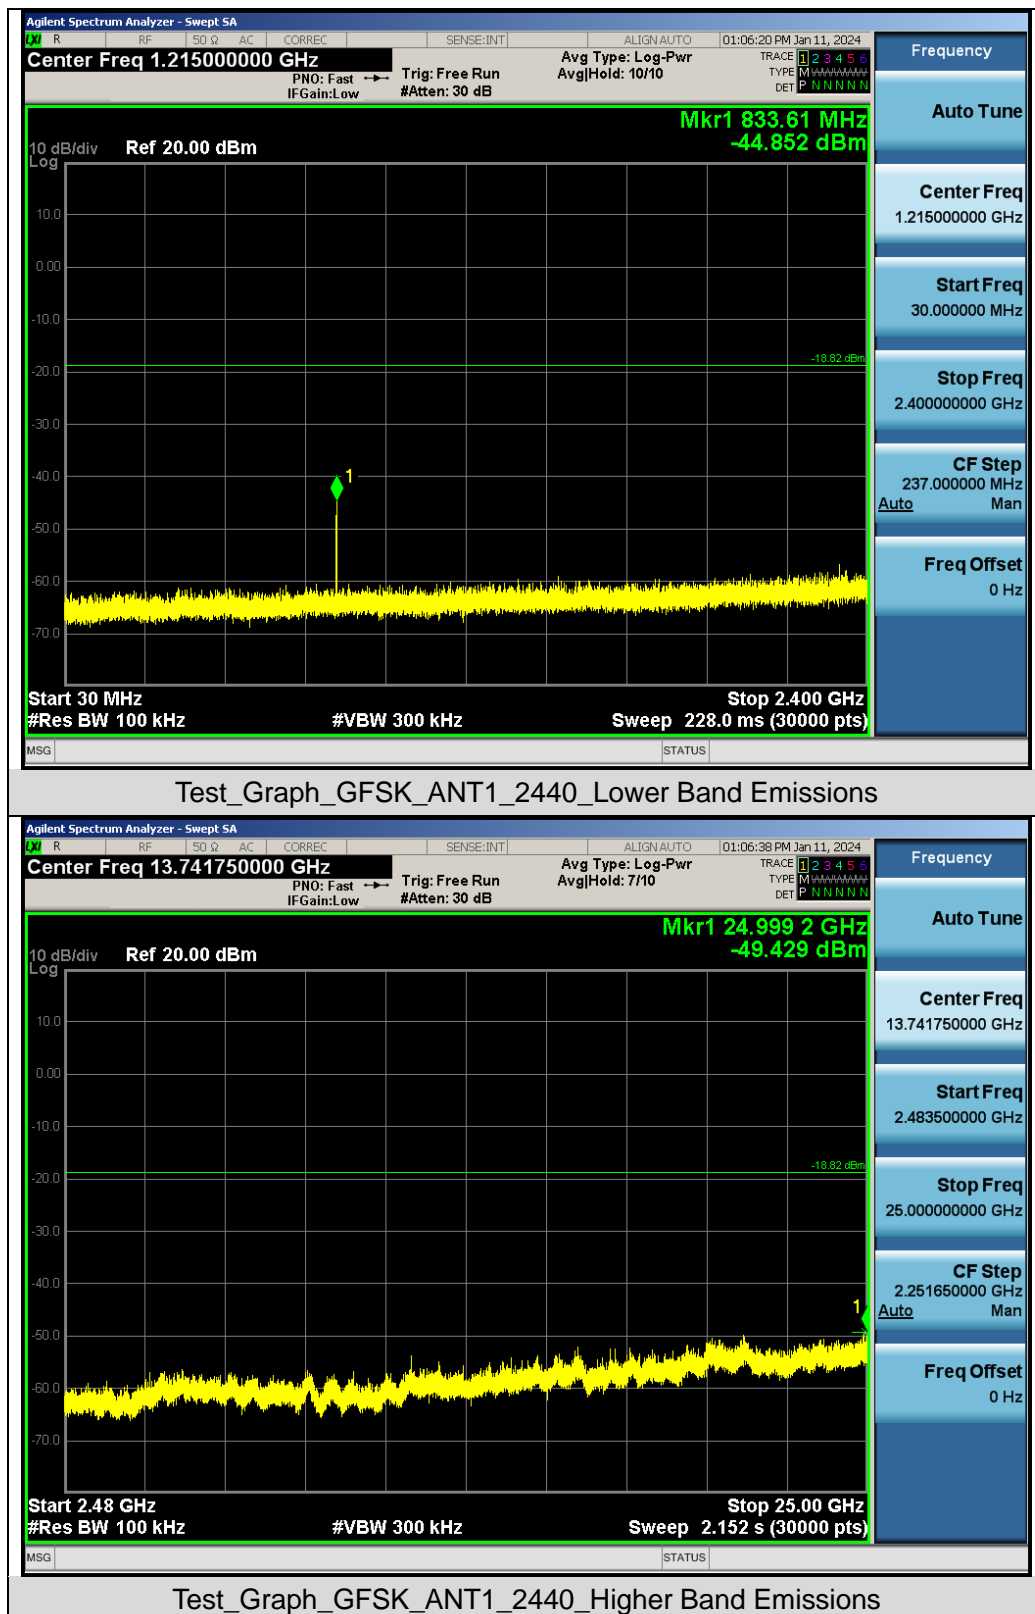 Agilent Spectrum Analyzer - Swept SA
LXI R RF 50 Ω AC CORREC SENSE:INT ALIGN AUTO 01:06:20 PM Jan 11, 2024
Center Freq 1.215000000 GHz
PNO: Fast
IFGain:Low
Trig: Free Run
#Atten: 30 dB
Avg Type: Log-Pwr
Avg|Hold: 10/10
TRACE 1 2 3 4 5 6
TYPE M W W W W W
DET P N N N N N
Mkr1 833.61 MHz
-44.852 dBm
10 dB/div Ref 20.00 dBm
Log
10.0
0.00
-10.0
-18.82 dBm
-20.0
-30.0
-40.0
1
-50.0
-60.0
-70.0
Start 30 MHz Stop 2.400 GHz
#Res BW 100 kHz #VBW 300 kHz Sweep 228.0 ms (30000 pts)
MSG STATUS
Frequency
Auto Tune
Center Freq
1.215000000 GHz
Start Freq
30.000000 MHz
Stop Freq
2.400000000 GHz
CF Step
237.000000 MHz
Auto Man
Freq Offset
0 Hz
Test_Graph_GFSK_ANT1_2440_Lower Band Emissions
Agilent Spectrum Analyzer - Swept SA
LXI R RF 50 Ω AC CORREC SENSE:INT ALIGN AUTO 01:06:38 PM Jan 11, 2024
Center Freq 13.741750000 GHz
PNO: Fast
IFGain:Low
Trig: Free Run
#Atten: 30 dB
Avg Type: Log-Pwr
Avg|Hold: 7/10
TRACE 1 2 3 4 5 6
TYPE M W W W W W
DET P N N N N N
Mkr1 24.999 2 GHz
-49.429 dBm
10 dB/div Ref 20.00 dBm
Log
10.0
0.00
-10.0
-18.82 dBm
-20.0
-30.0
-40.0
1
-50.0
-60.0
-70.0
Start 2.48 GHz Stop 25.00 GHz
#Res BW 100 kHz #VBW 300 kHz Sweep 2.152 s (30000 pts)
MSG STATUS
Frequency
Auto Tune
Center Freq
13.741750000 GHz
Start Freq
2.483500000 GHz
Stop Freq
25.000000000 GHz
CF Step
2.251650000 GHz
Auto Man
Freq Offset
0 Hz
Test_Graph_GFSK_ANT1_2440_Higher Band Emissions